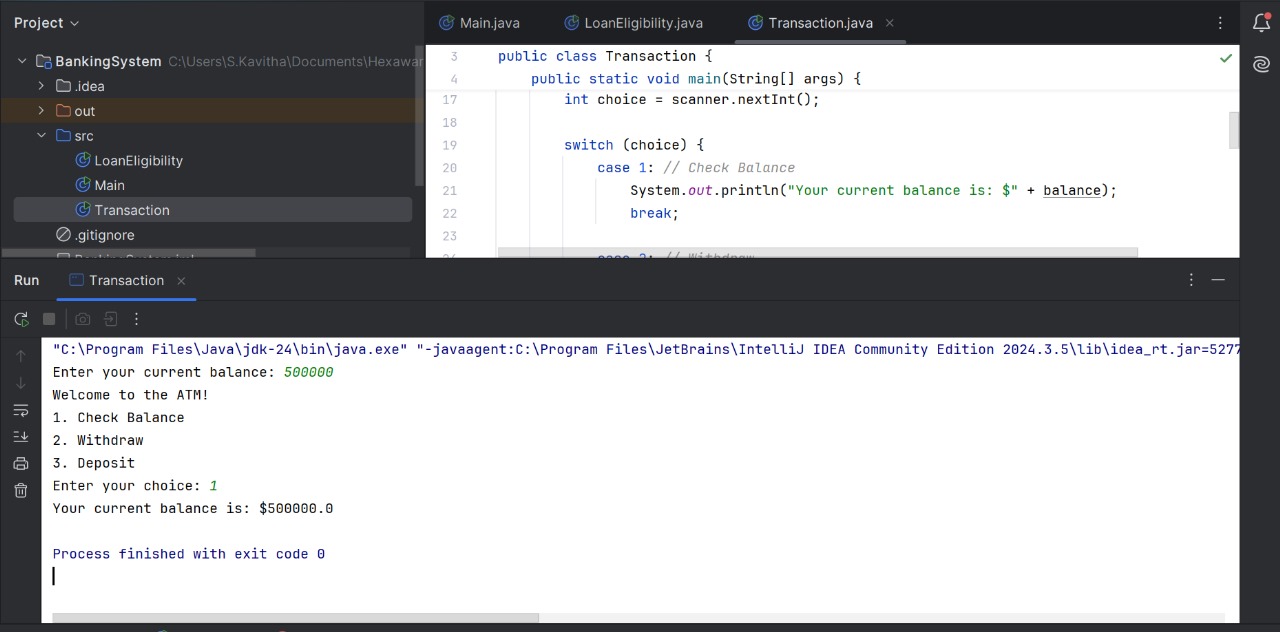 Project
Main.java
LoanEligibility.java
Transaction.java
BankingSystem C:\Users\S.Kavitha\Documents\Hexawar
.idea
out
src
LoanEligibility
Main
Transaction
.gitignore
3 public class Transaction {
4 public static void main(String[] args) {
17 int choice = scanner.nextInt();
18
19 switch (choice) {
20 case 1: // Check Balance
21 System.out.println("Your current balance is: $" + balance);
22 break;
23
24 case 2: // Withdraw
Run
Transaction
"C:\Program Files\Java\jdk-24\bin\java.exe" "-javaagent:C:\Program Files\JetBrains\IntelliJ IDEA Community Edition 2024.3.5\lib\idea_rt.jar=5277
Enter your current balance: 500000
Welcome to the ATM!
1. Check Balance
2. Withdraw
3. Deposit
Enter your choice: 1
Your current balance is: $500000.0
Process finished with exit code 0